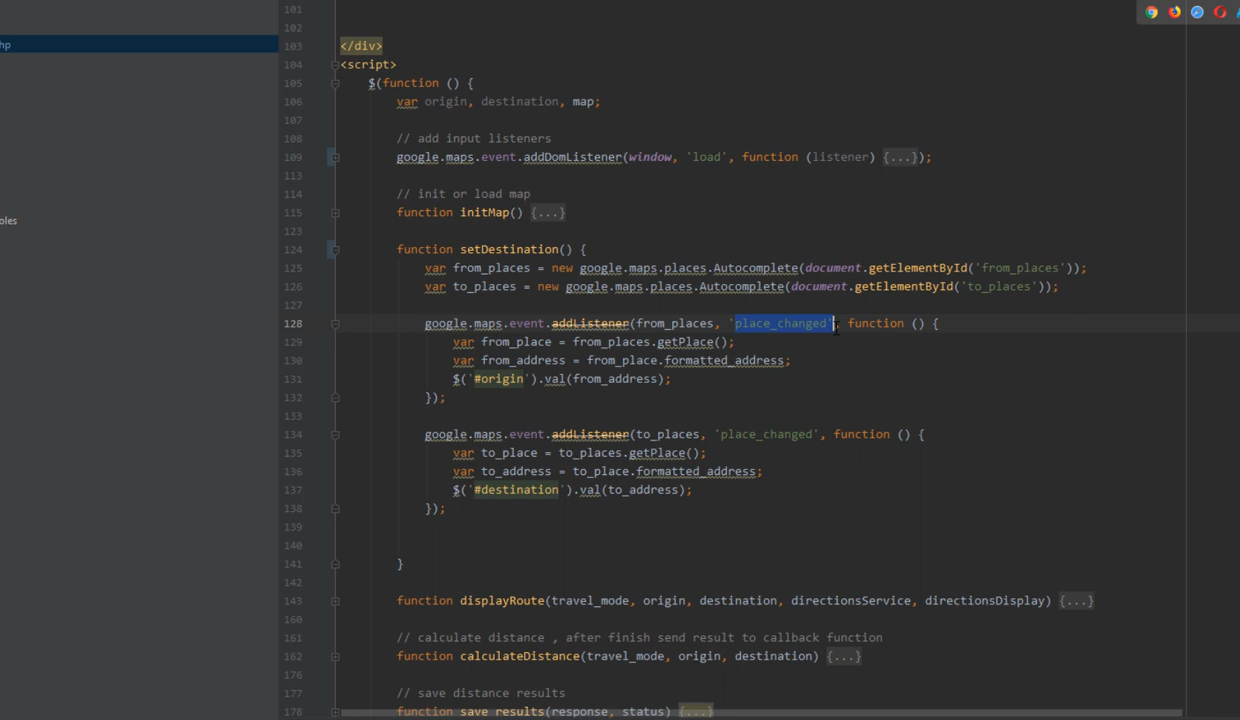 101
102
103 </div>
hp
104 <script>
105 $(function () {
106 var origin, destination, map;
107
108 // add input listeners
109 google.maps.event.addDomListener(window, 'load', function (listener) {...});
113
114 // init or load map
115 function initMap() {...}
oles
123
124 function setDestination() {
125 var from_places = new google.maps.places.Autocomplete(document.getElementById('from_places'));
126 var to_places = new google.maps.places.Autocomplete(document.getElementById('to_places'));
127
128 google.maps.event.addListener(from_places, 'place_changed', function () {
129 var from_place = from_places.getPlace();
130 var from_address = from_place.formatted_address;
131 $('#origin').val(from_address);
132 });
133
134 google.maps.event.addListener(to_places, 'place_changed', function () {
135 var to_place = to_places.getPlace();
136 var to_address = to_place.formatted_address;
137 $('#destination').val(to_address);
138 });
139
140
141 }
142
143 function displayRoute(travel_mode, origin, destination, directionsService, directionsDisplay) {...}
160
161 // calculate distance , after finish send result to callback function
162 function calculateDistance(travel_mode, origin, destination) {...}
176
177 // save distance results
178 function save_results(response, status) {...}